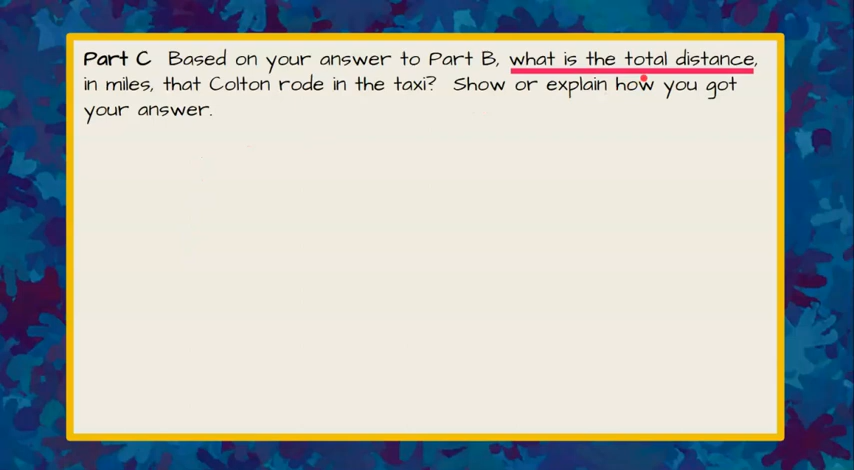 Part C Based on your answer to Part B, what is the total distance,
in miles, that Colton rode in the taxi? Show or explain how you got
your answer.